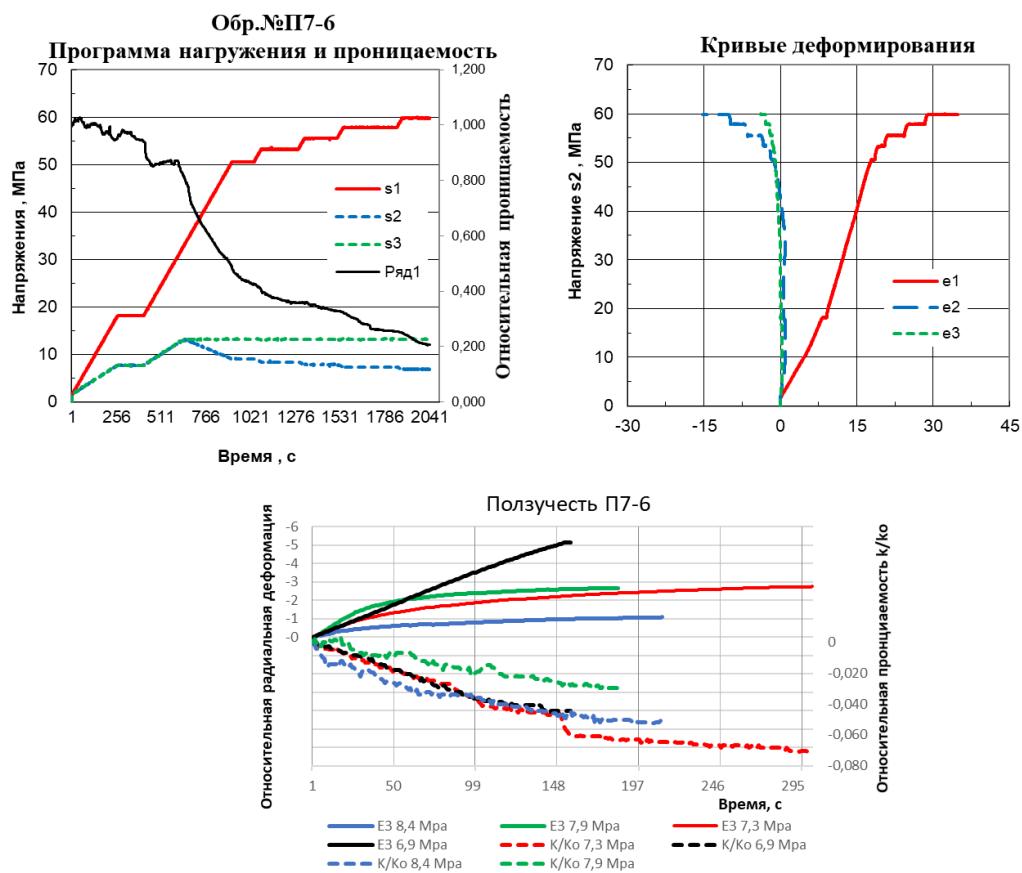 Обр.№П7-6
Программа нагружения и проницаемость
70
60
50
40
30
20
10
0
Напряжения , МПа
1,200
1,000
0,800
0,600
0,400
0,200
0,000
Относительная проницаемость
s1
s2
s3
Ряд1
1 256 511 766 1021 1276 1531 1786 2041
Время , с
Кривые деформирования
70
60
50
40
30
20
10
0
Напряжение s2 , МПа
e1
e2
e3
-30 -15 0 15 30 45
Ползучесть П7-6
-6
-5
-4
-3
-2
-1
-0
Относительная радиальная деформация
0
-0,020
-0,040
-0,060
-0,080
Относительная пронциаемость k/ko
1 50 99 148 197 246 295
Время, с
E3 8,4 Mpa E3 7,9 Mpa E3 7,3 Mpa
E3 6,9 Mpa K/Ko 7,3 Mpa K/Ko 6,9 Mpa
K/Ko 8,4 Mpa K/Ko 7,9 Mpa